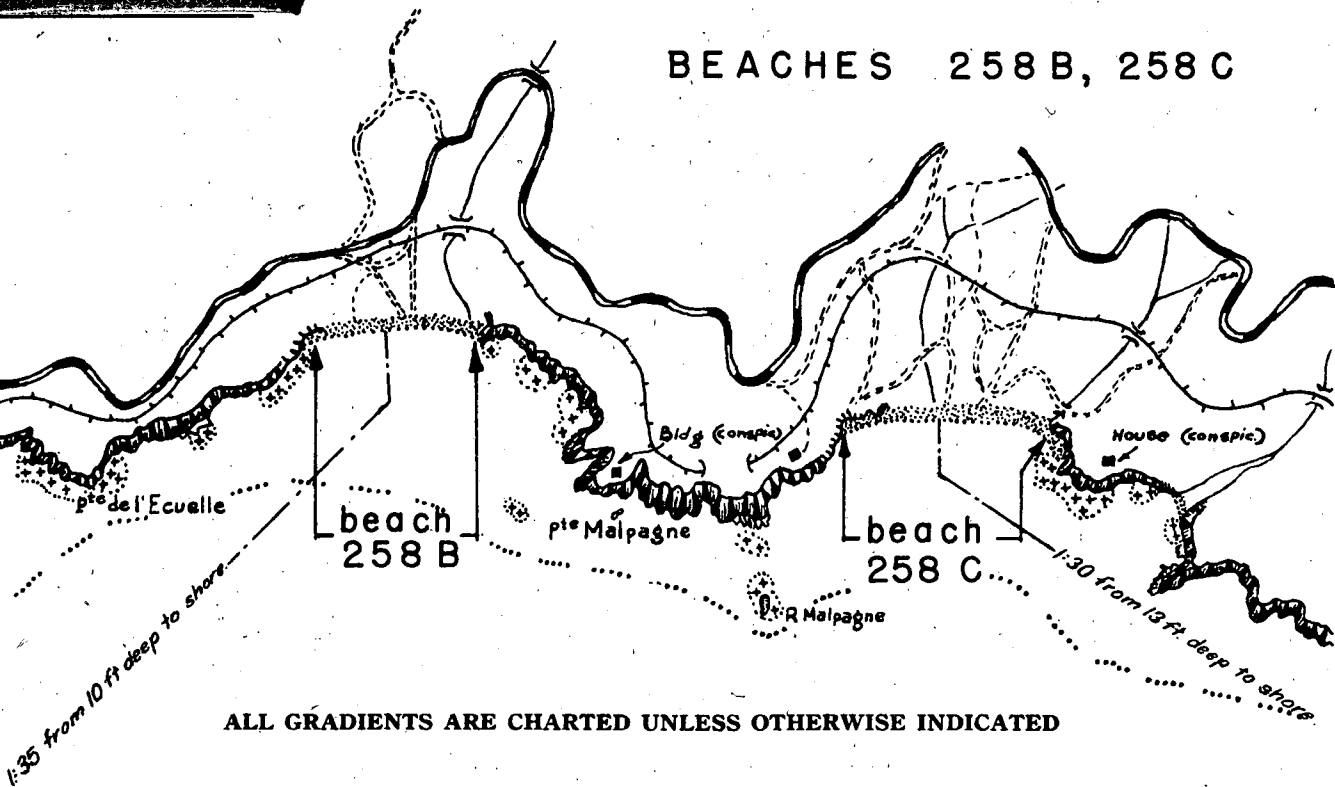 BEACHES 258 B, 258 C
Bldg (conspic)
House (conspic.)
pte de l'Ecuelle
beach
258 B
pte Malpagne
beach
258 C
R Malpagne
1:35 from 10 ft deep to shore
1:30 from 13 ft. deep to shore
ALL GRADIENTS ARE CHARTED UNLESS OTHERWISE INDICATED